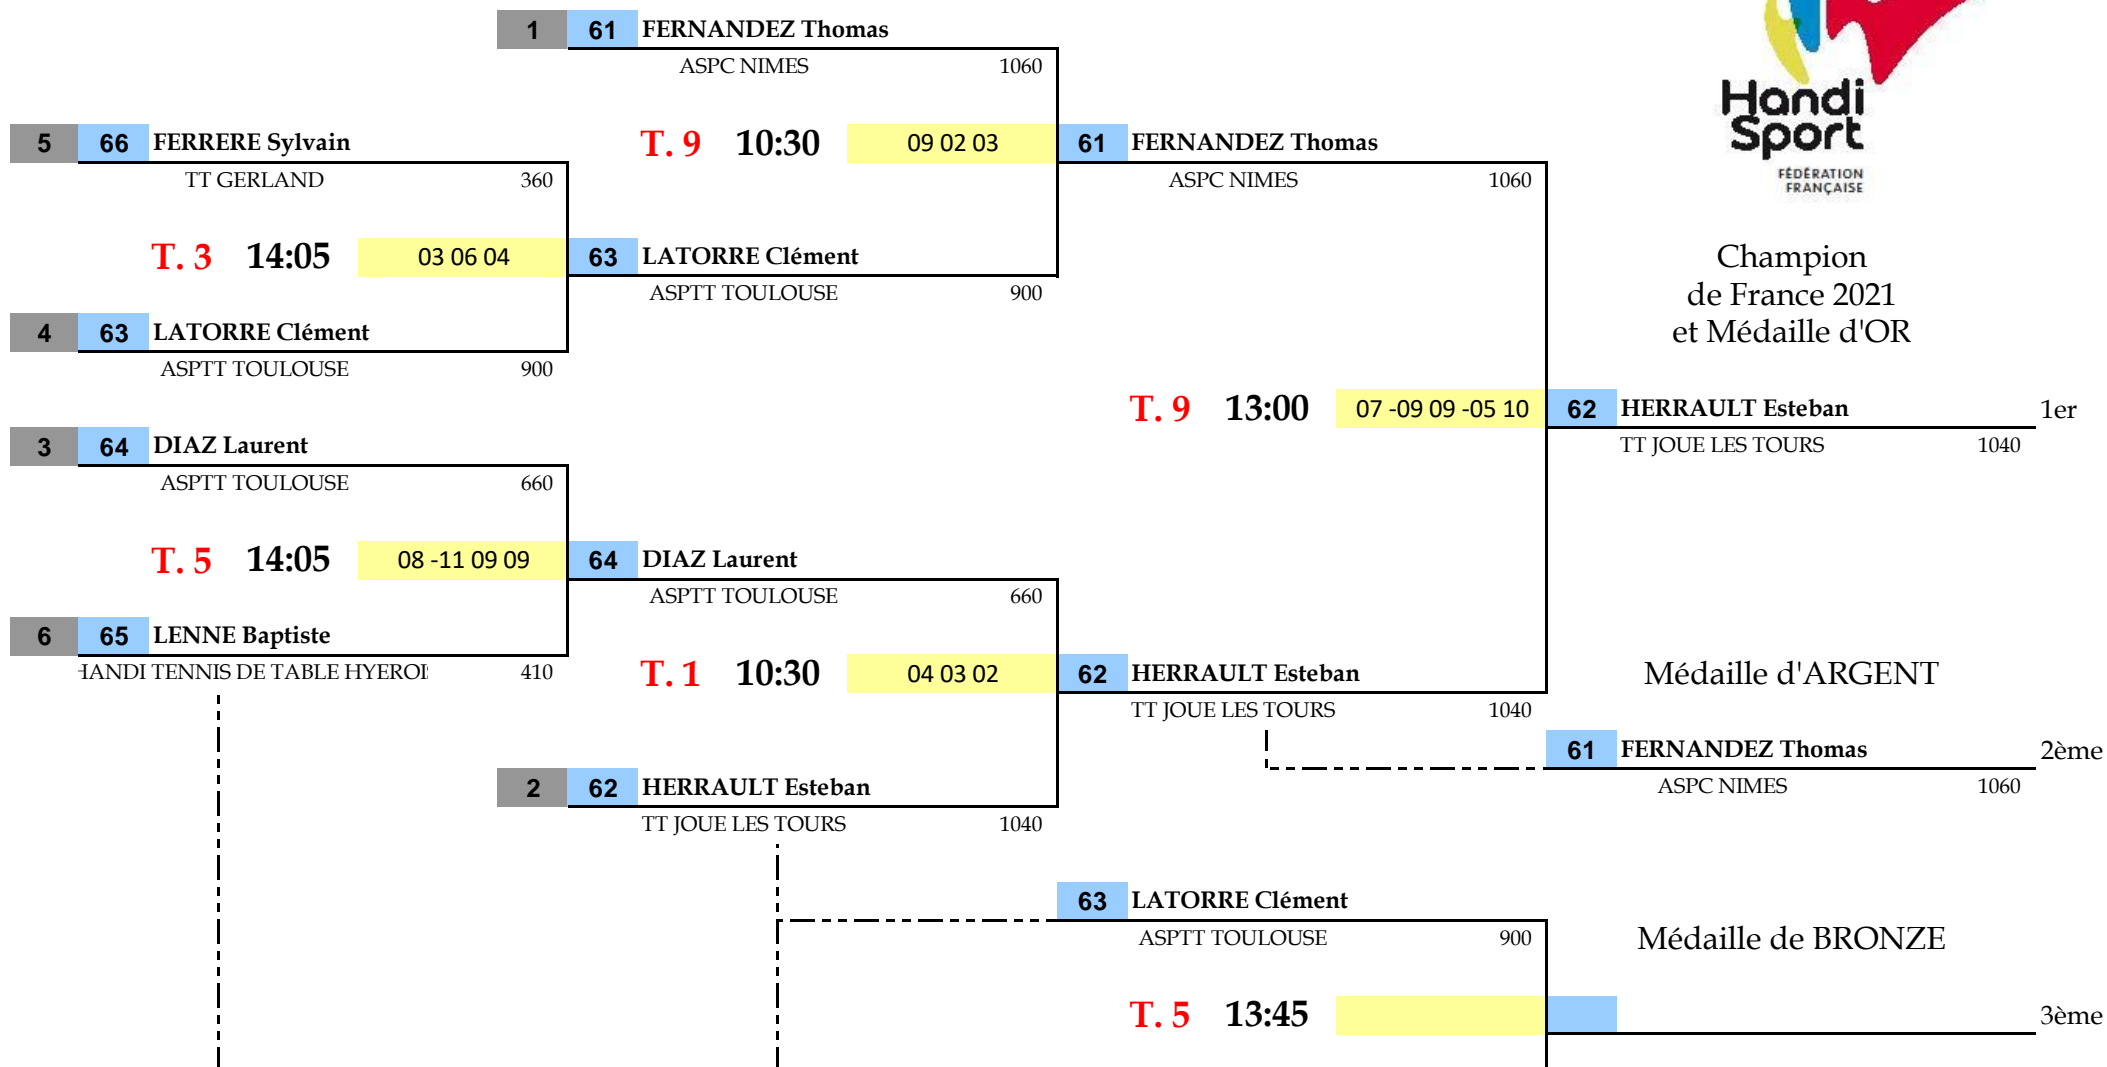 1 61 FERNANDEZ Thomas
ASPC NIMES 1060
Handi
Sport
FÉDÉRATION
FRANÇAISE
5 66 FERRERE Sylvain
TT GERLAND 360
T. 9 10:30 09 02 03
61 FERNANDEZ Thomas
ASPC NIMES 1060
T. 3 14:05 03 06 04
63 LATORRE Clément
ASPTT TOULOUSE 900
Champion
de France 2021
et Médaille d'OR
4 63 LATORRE Clément
ASPTT TOULOUSE 900
T. 9 13:00 07 -09 09 -05 10
62 HERRAULT Esteban 1er
TT JOUE LES TOURS 1040
3 64 DIAZ Laurent
ASPTT TOULOUSE 660
T. 5 14:05 08 -11 09 09
64 DIAZ Laurent
ASPTT TOULOUSE 660
6 65 LENNE Baptiste
HANDI TENNIS DE TABLE HYEROIS 410
T. 1 10:30 04 03 02
62 HERRAULT Esteban
TT JOUE LES TOURS 1040
Médaille d'ARGENT
61 FERNANDEZ Thomas 2ème
ASPC NIMES 1060
2 62 HERRAULT Esteban
TT JOUE LES TOURS 1040
63 LATORRE Clément
ASPTT TOULOUSE 900
Médaille de BRONZE
T. 5 13:45
3ème